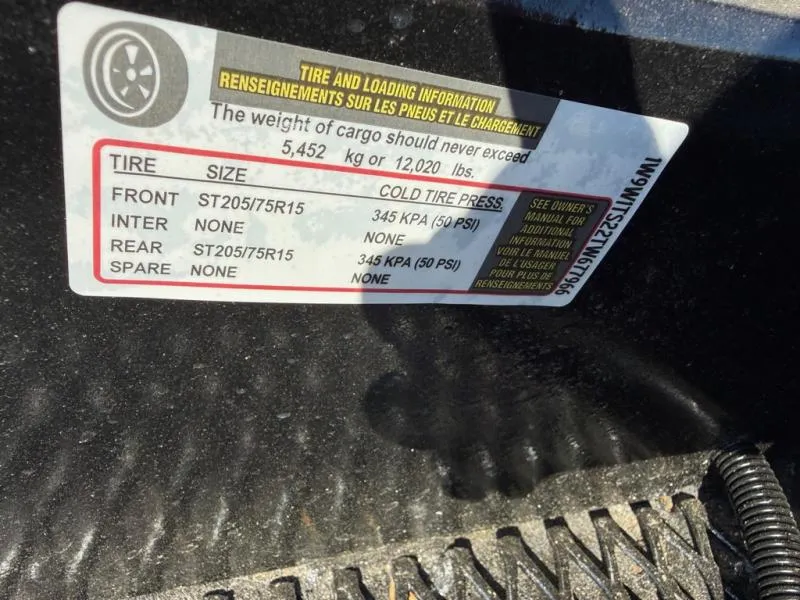 TIRE AND LOADING INFORMATION
RENSEIGNEMENTS SUR LES PNEUS ET LE CHARGEMENT
The weight of cargo should never exceed
5,452 kg or 12,020 lbs.
TIRE SIZE COLD TIRE PRESS.
FRONT ST205/75R15 345 KPA (50 PSI)
INTER NONE NONE
REAR ST205/75R15 345 KPA (50 PSI)
SPARE NONE NONE
SEE OWNER'S
MANUAL FOR
ADDITIONAL
INFORMATION
VOIR LE MANUEL
DE L'USAGER
POUR PLUS DE
RENSEIGNEMENTS
1W9W1TS22TW6T7966